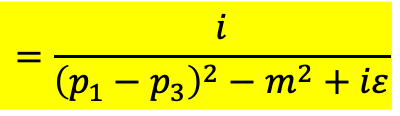 = i / ((p₁ − p₃)² − m² + iε)